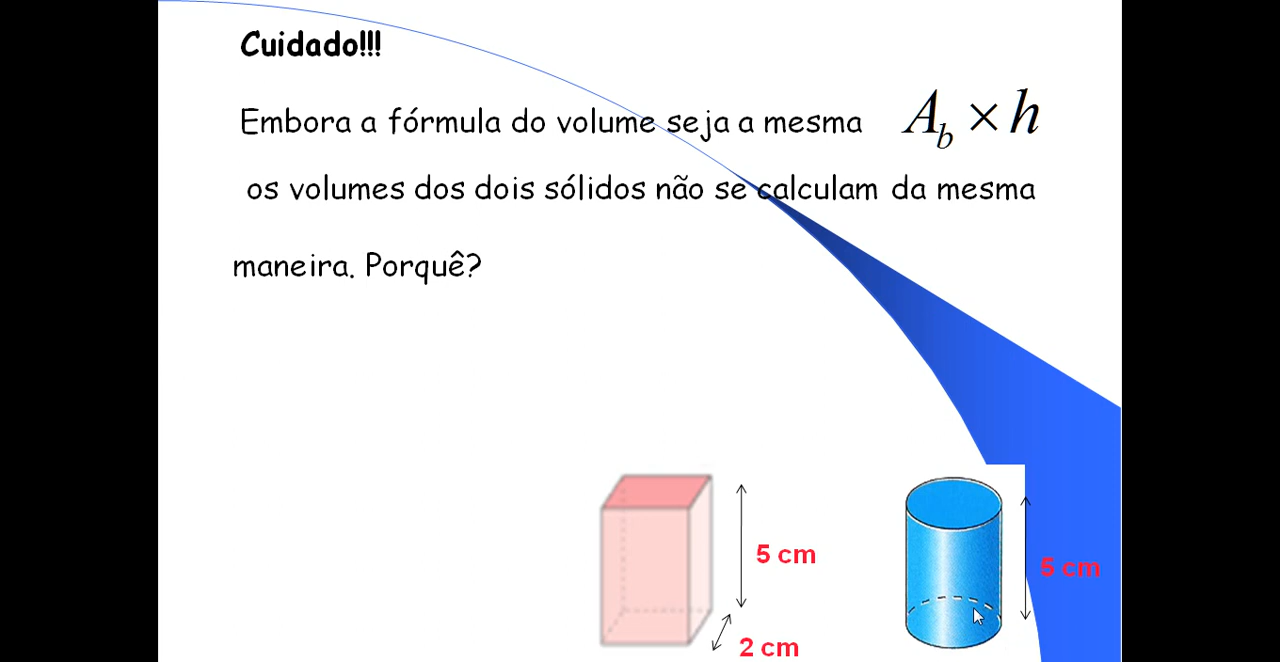 Cuidado!!!
Embora a fórmula do volume seja a mesma A_b × h
os volumes dos dois sólidos não se calculam da mesma
maneira. Porquê?
5 cm
5 cm
2 cm